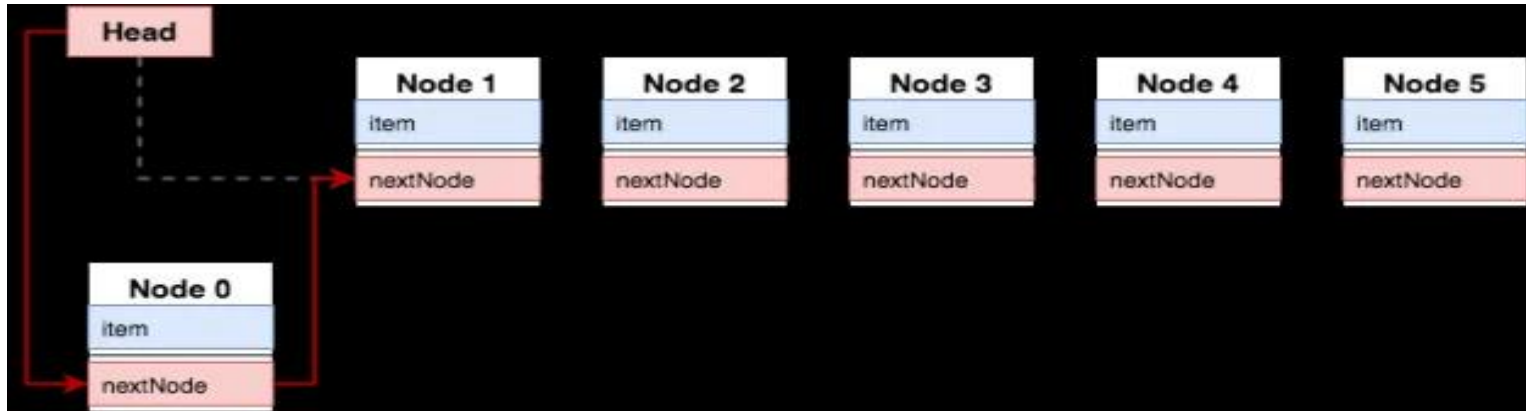 Head
Node 1
item
nextNode
Node 2
item
nextNode
Node 3
item
nextNode
Node 4
item
nextNode
Node 5
item
nextNode
Node 0
item
nextNode